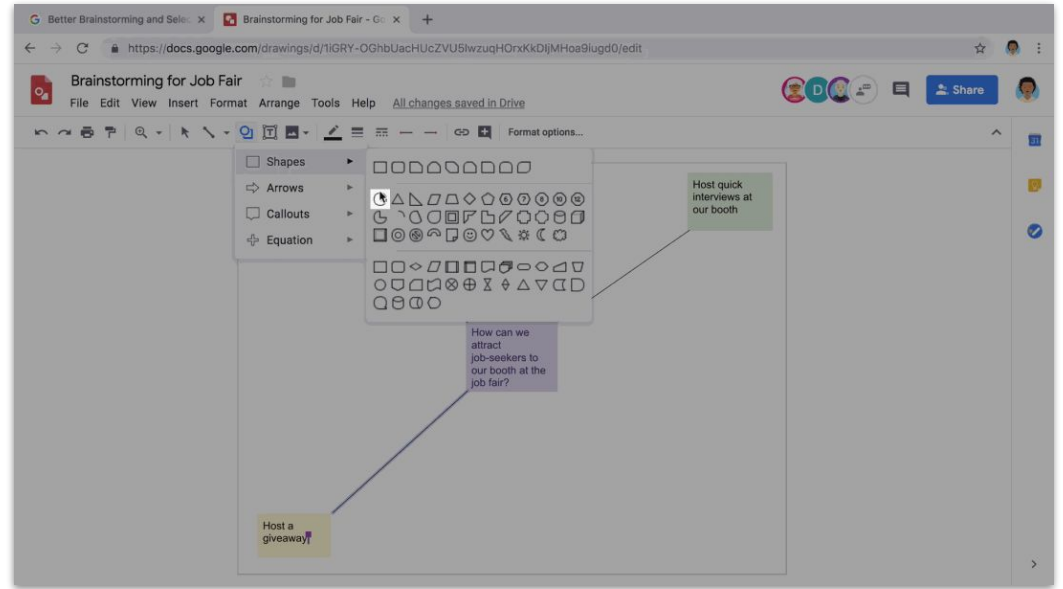 Better Brainstorming and Selec
Brainstorming for Job Fair - Go
https://docs.google.com/drawings/d/1iGRY-OGhbUacHUcZVU5IwzuqHOrxKkDIjMHoa9iugd0/edit
Brainstorming for Job Fair
File Edit View Insert Format Arrange Tools Help All changes saved in Drive
D
Share
Format options...
31
Shapes
Arrows
Callouts
Equation
Host quick
interviews at
our booth
How can we
attract
job-seekers to
our booth at the
job fair?
Host a
giveaway